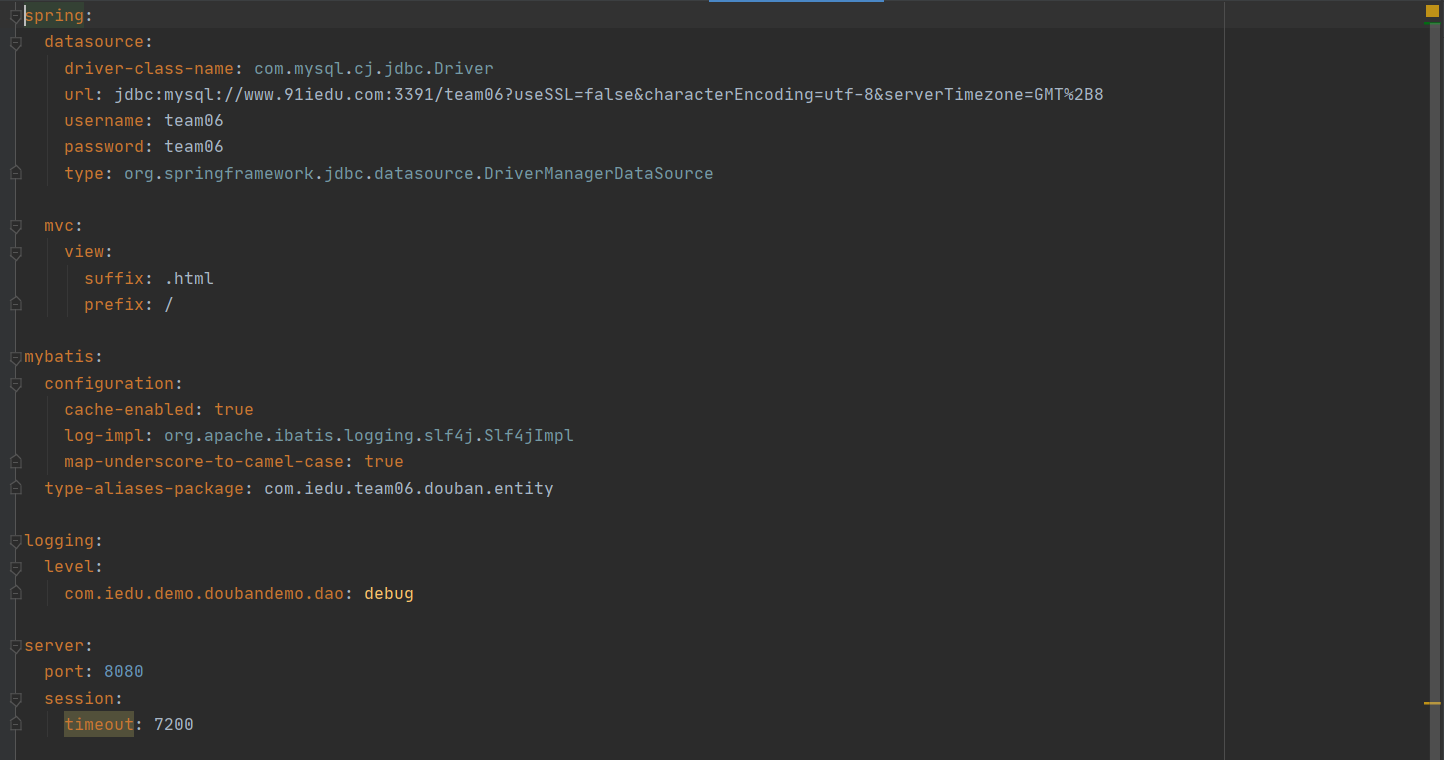 spring:
  datasource:
    driver-class-name: com.mysql.cj.jdbc.Driver
    url: jdbc:mysql://www.91iedu.com:3391/team06?useSSL=false&characterEncoding=utf-8&serverTimezone=GMT%2B8
    username: team06
    password: team06
    type: org.springframework.jdbc.datasource.DriverManagerDataSource
  mvc:
    view:
      suffix: .html
      prefix: /
mybatis:
  configuration:
    cache-enabled: true
    log-impl: org.apache.ibatis.logging.slf4j.Slf4jImpl
    map-underscore-to-camel-case: true
  type-aliases-package: com.iedu.team06.douban.entity
logging:
  level:
    com.iedu.demo.doubandemo.dao: debug
server:
  port: 8080
  session:
    timeout: 7200